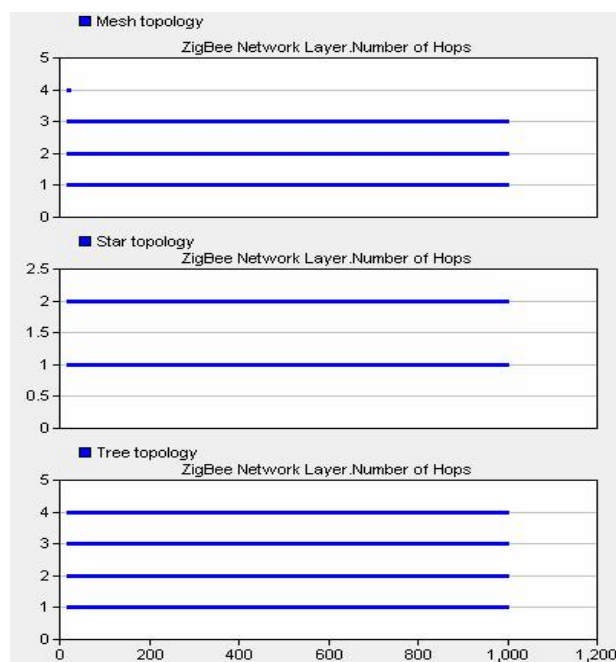 Mesh topology
ZigBee Network Layer.Number of Hops
5
4
3
2
1
0
Star topology
ZigBee Network Layer.Number of Hops
2.5
2
1.5
1
0.5
0
Tree topology
ZigBee Network Layer.Number of Hops
5
4
3
2
1
0
0 200 400 600 800 1,000 1,200